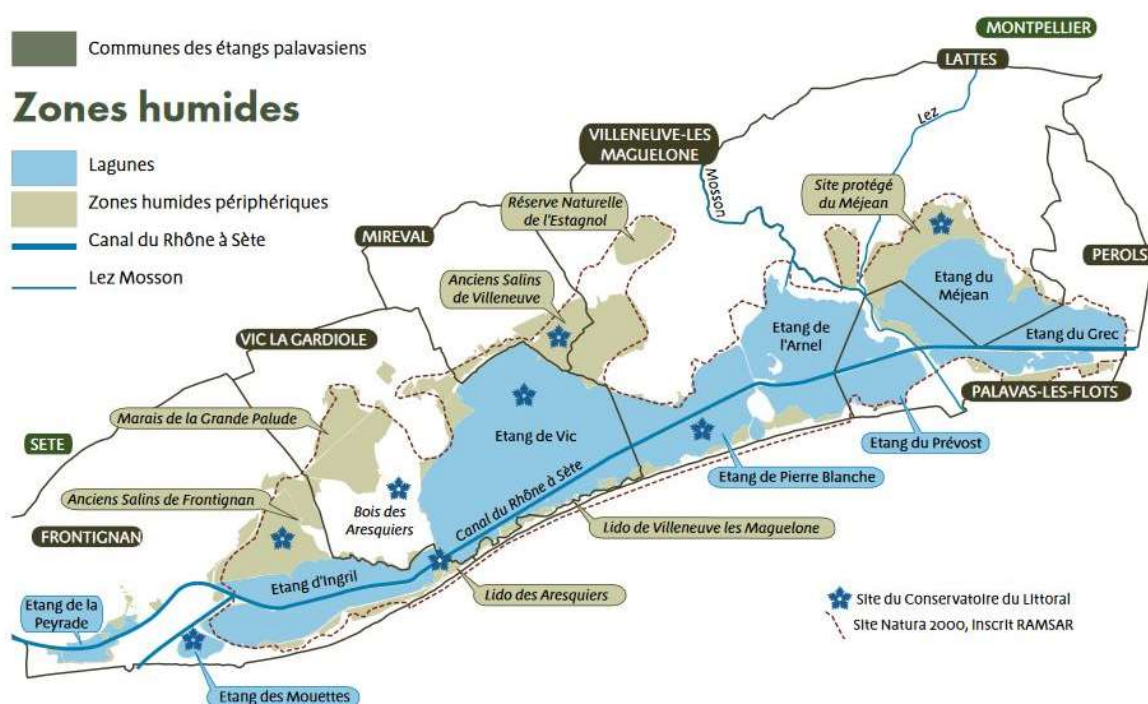 Communes des étangs palavasiens
Zones humides
Lagunes
Zones humides périphériques
Canal du Rhône à Sète
Lez Mosson
MONTPELLIER
LATTES
Lez
VILLENEUVE-LES
MAGUELONE
Mosson
Site protégé
du Méjean
Réserve Naturelle
de l'Estagnol
MIREVAL
PEROLS
Anciens Salins
de Villeneuve
Etang du
Méjean
Etang de
l'Arnel
Etang du Grec
VIC LA GARDIOLE
PALAVAS-LES-FLOTS
Marais de la Grande Palude
Etang de Vic
Etang du Prévost
SETE
Etang de Pierre Blanche
Anciens Salins de Frontignan
Bois des
Aresquiers
Canal du Rhône à Sète
Lido de Villeneuve les Maguelone
FRONTIGNAN
Etang d'Ingril
Lido des Aresquiers
Etang de la
Peyrade
Site du Conservatoire du Littoral
Site Natura 2000, Inscrit RAMSAR
Etang des Mouettes